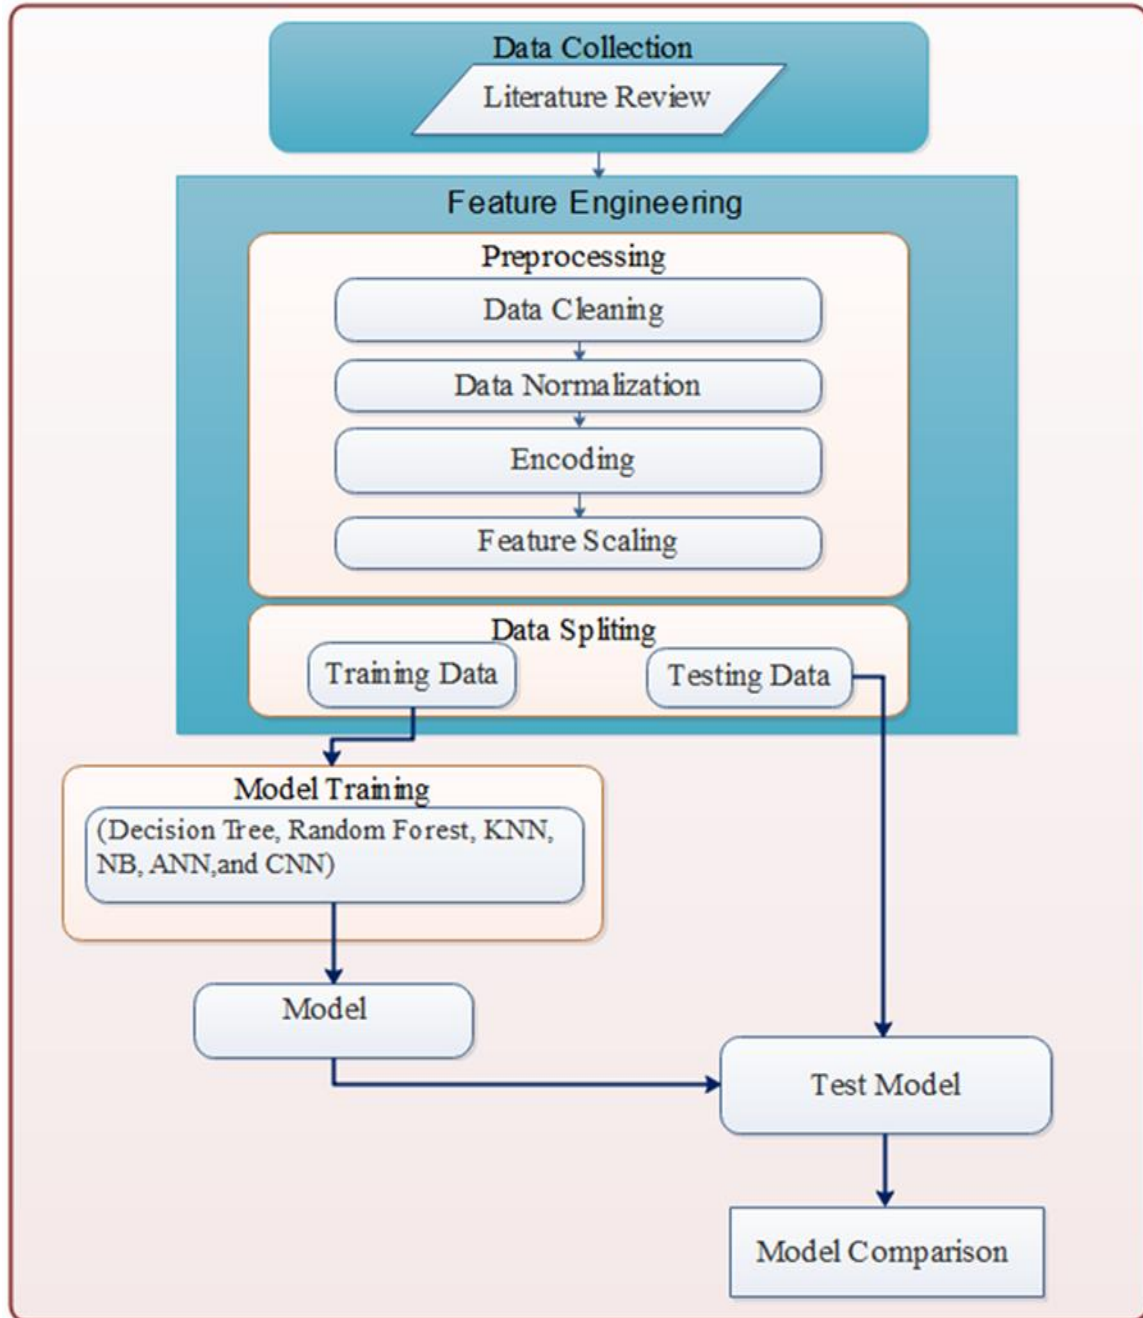 Data Collection
Literature Review
Feature Engineering
Preprocessing
Data Cleaning
Data Normalization
Encoding
Feature Scaling
Data Spliting
Training Data
Testing Data
Model Training
(Decision Tree, Random Forest, KNN,
NB, ANN,and CNN)
Model
Test Model
Model Comparison